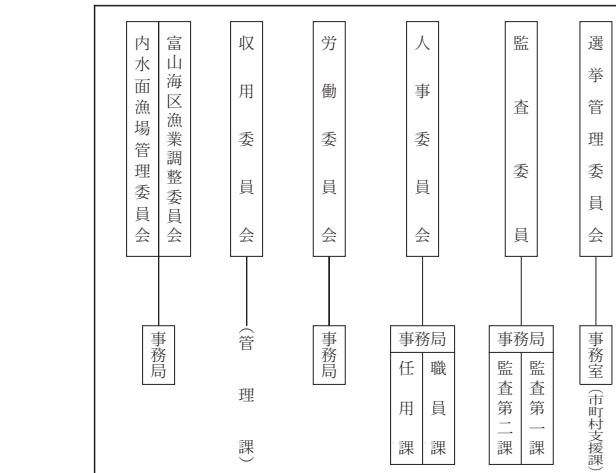 選挙管理委員会
事務室
（市町村支援課）
監査委員
事務局
監査第一課
監査第二課
人事委員会
事務局
職員課
任用課
労働委員会
事務局
収用委員会
（管理課）
富山海区漁業調整委員会
内水面漁場管理委員会
事務局